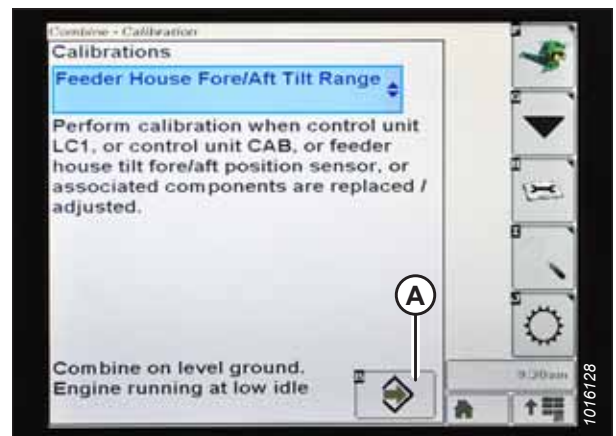 Combine - Calibration
Calibrations
Feeder House Fore/Aft Tilt Range
Perform calibration when control unit
LC1, or control unit CAB, or feeder
house tilt fore/aft position sensor, or
associated components are replaced /
adjusted.
A
Combine on level ground.
Engine running at low idle
9:20am
1016128